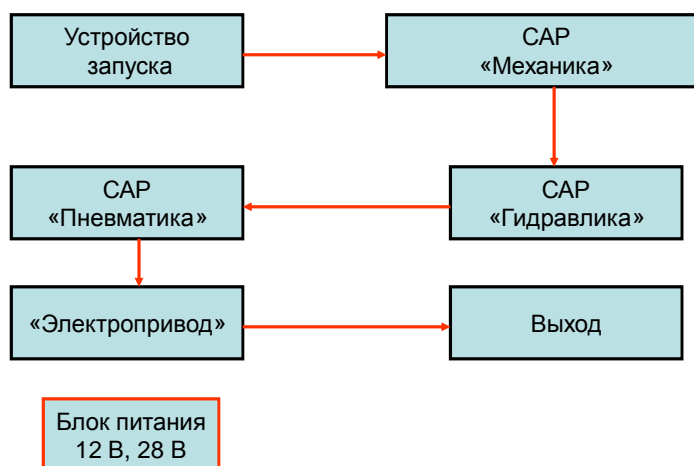 Устройство
запуска
САР
«Механика»
САР
«Пневматика»
САР
«Гидравлика»
«Электропривод»
Выход
Блок питания
12 В, 28 В